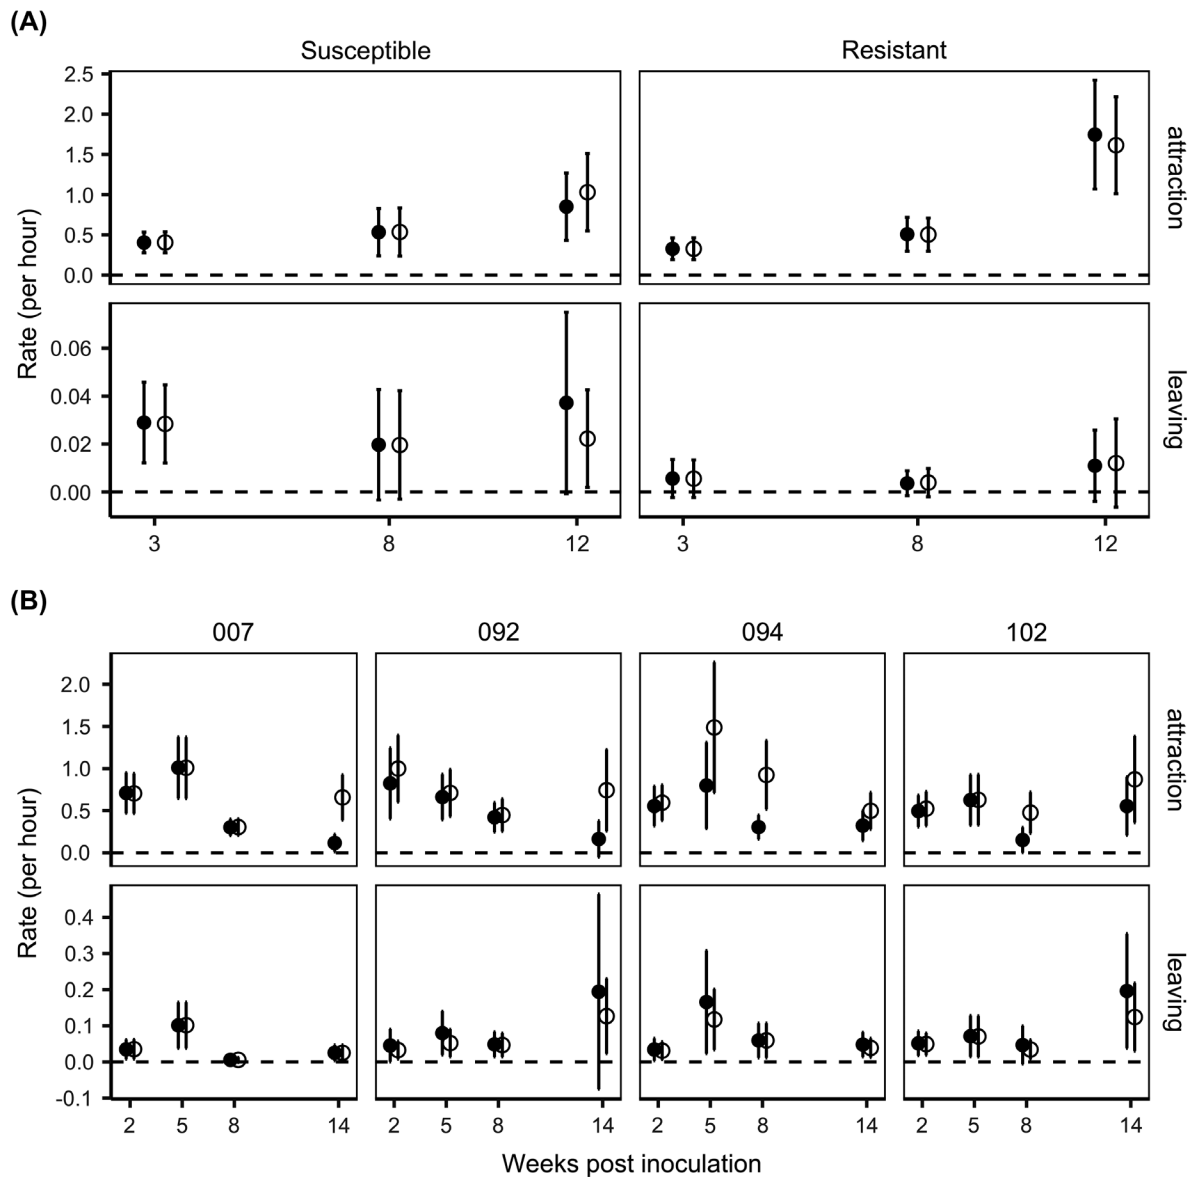 (A)
Susceptible Resistant
2.5
2.0
1.5
1.0
0.5
0.0
attraction
Rate (per hour)
0.06
0.04
0.02
0.00
leaving
3 8 12 3 8 12
(B)
007 092 094 102
2.0
1.5
1.0
0.5
0.0
attraction
Rate (per hour)
0.4
0.3
0.2
0.1
0.0
-0.1
leaving
2 5 8 14 2 5 8 14 2 5 8 14 2 5 8 14
Weeks post inoculation